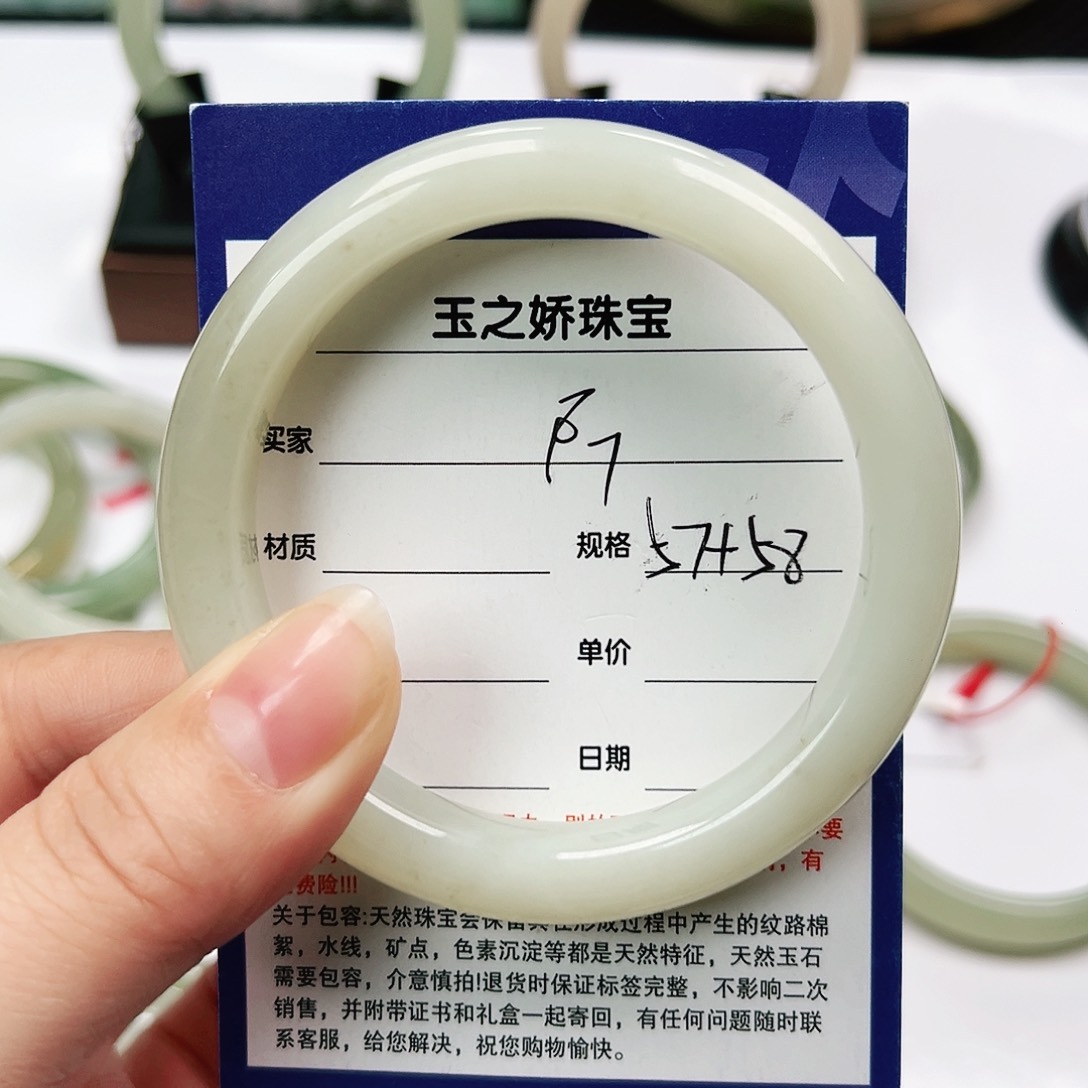 玉之娇珠宝
买家
材质 规格 57+58
单价
日期
要
有
费险!!!
关于包容:天然珠宝会保留其在形成过程中产生的纹路棉
絮，水线，矿点，色素沉淀等都是天然特征，天然玉石
需要包容，介意慎拍!退货时保证标签完整，不影响二次
销售，并附带证书和礼盒一起寄回，有任何问题随时联
系客服，给您解决，祝您购物愉快。